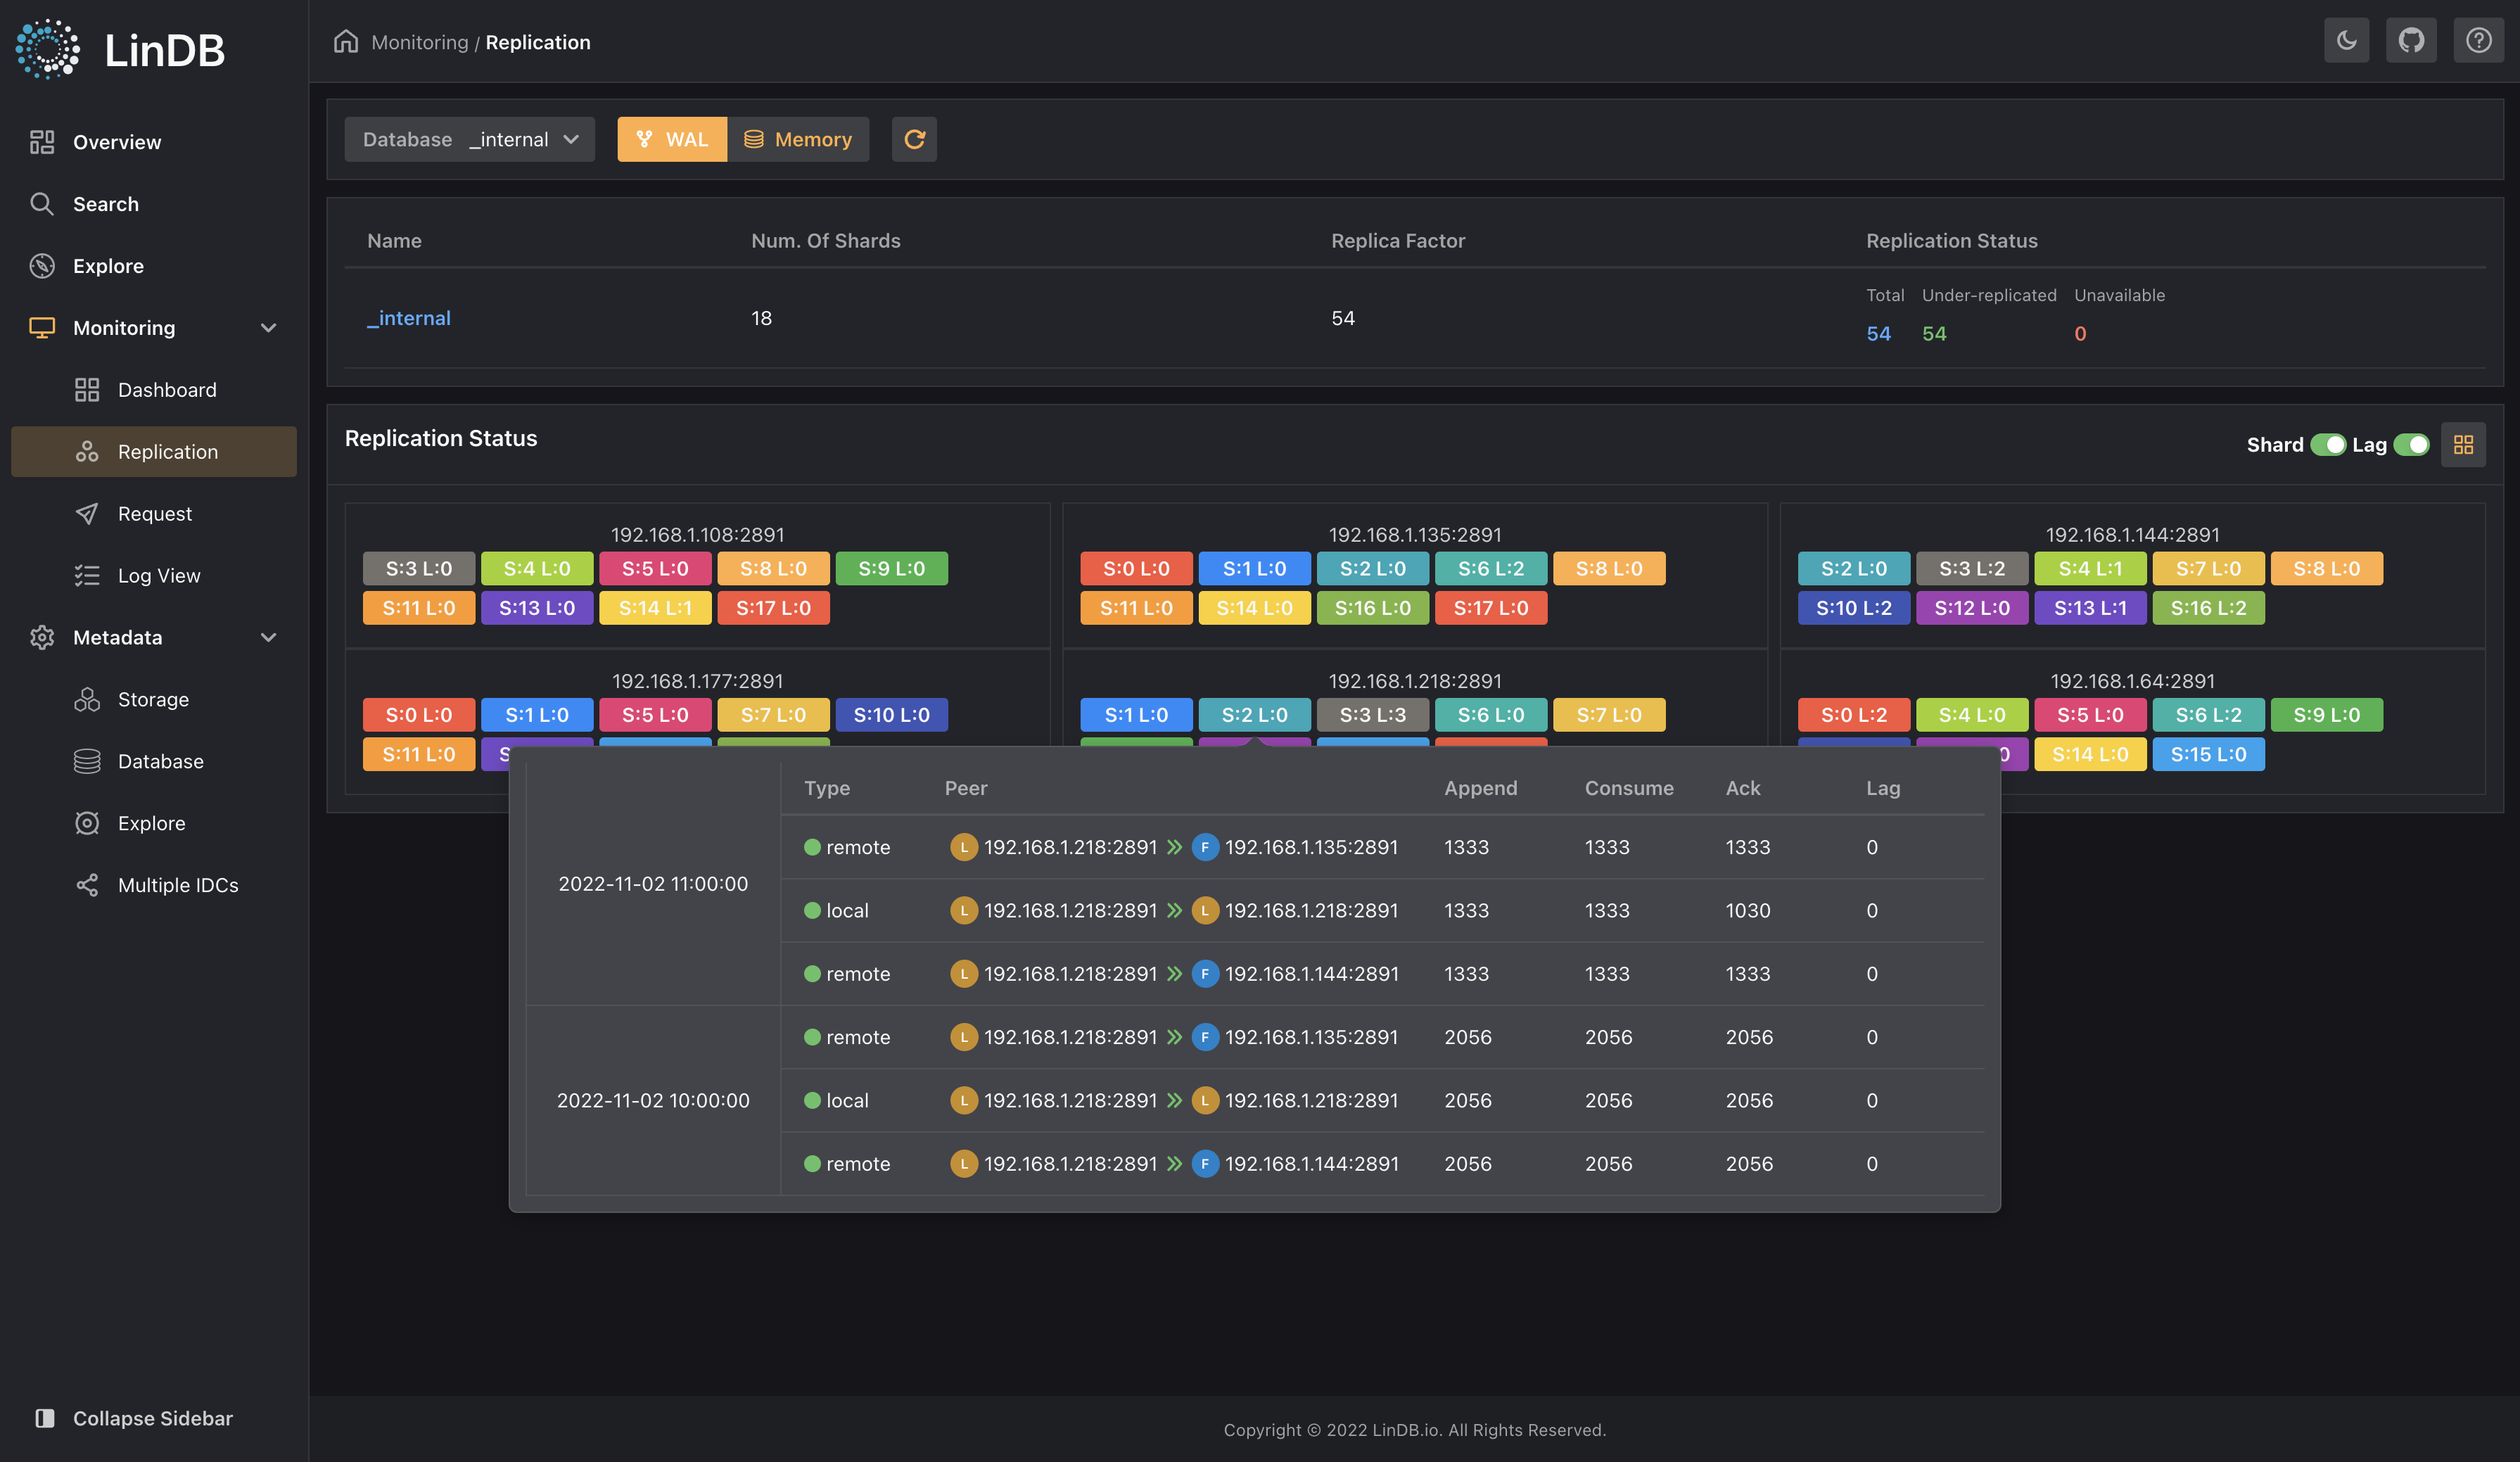 LinDB
Monitoring / Replication
Overview
Search
Explore
Monitoring
Dashboard
Replication
Request
Log View
Metadata
Storage
Database
Explore
Multiple IDCs
Collapse Sidebar
Database _internal
WAL
Memory
Name Num. Of Shards Replica Factor Replication Status
_internal 18 54
Total Under-replicated Unavailable
54 54 0
Replication Status
Shard Lag
192.168.1.108:2891
S:3 L:0 S:4 L:0 S:5 L:0 S:8 L:0 S:9 L:0
S:11 L:0 S:13 L:0 S:14 L:1 S:17 L:0
192.168.1.135:2891
S:0 L:0 S:1 L:0 S:2 L:0 S:6 L:2 S:8 L:0
S:11 L:0 S:14 L:0 S:16 L:0 S:17 L:0
192.168.1.144:2891
S:2 L:0 S:3 L:2 S:4 L:1 S:7 L:0 S:8 L:0
S:10 L:2 S:12 L:0 S:13 L:1 S:16 L:2
192.168.1.177:2891
S:0 L:0 S:1 L:0 S:5 L:0 S:7 L:0 S:10 L:0
S:11 L:0
192.168.1.218:2891
S:1 L:0 S:2 L:0 S:3 L:3 S:6 L:0 S:7 L:0
192.168.1.64:2891
S:0 L:2 S:4 L:0 S:5 L:0 S:6 L:2 S:9 L:0
S:14 L:0 S:15 L:0
Type Peer Append Consume Ack Lag
2022-11-02 11:00:00
remote L 192.168.1.218:2891 F 192.168.1.135:2891 1333 1333 1333 0
local L 192.168.1.218:2891 L 192.168.1.218:2891 1333 1333 1030 0
remote L 192.168.1.218:2891 F 192.168.1.144:2891 1333 1333 1333 0
2022-11-02 10:00:00
remote L 192.168.1.218:2891 F 192.168.1.135:2891 2056 2056 2056 0
local L 192.168.1.218:2891 L 192.168.1.218:2891 2056 2056 2056 0
remote L 192.168.1.218:2891 F 192.168.1.144:2891 2056 2056 2056 0
Copyright © 2022 LinDB.io. All Rights Reserved.